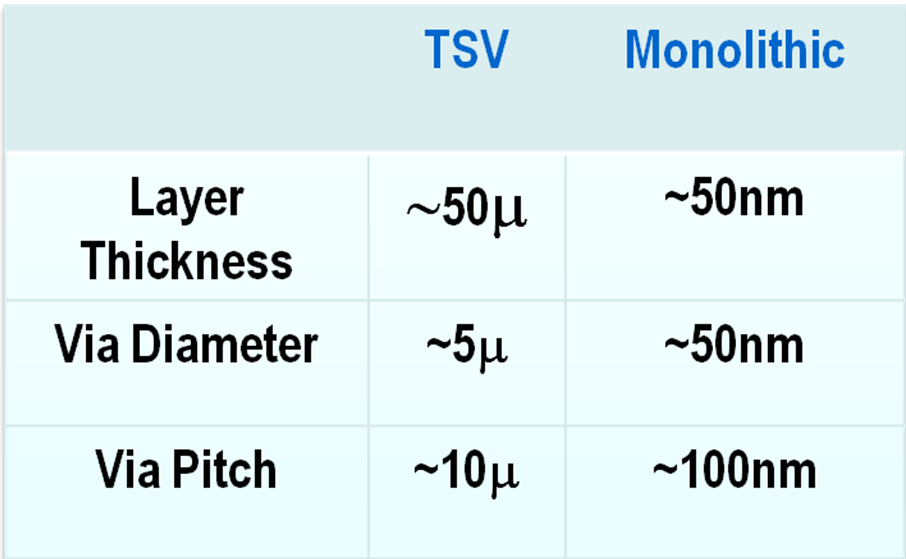 TSV Monolithic
Layer
Thickness ~50μ ~50nm
Via Diameter ~5μ ~50nm
Via Pitch ~10μ ~100nm